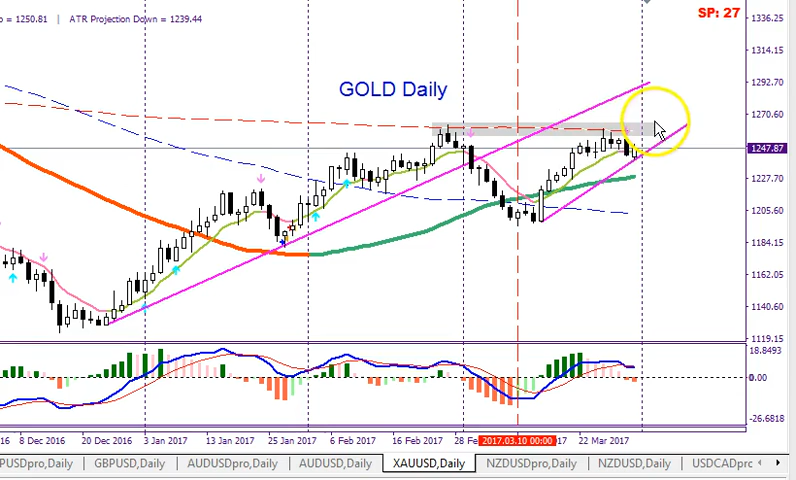 o = 1250.81 | ATR Projection Down = 1239.44
SP: 27
GOLD Daily
1336.25
1314.15
1292.70
1270.60
1247.87
1227.70
1205.60
1184.15
1162.05
1140.60
1119.15
18.8493
0.00
-26.6818
16 8 Dec 2016 20 Dec 2016 3 Jan 2017 13 Jan 2017 25 Jan 2017 6 Feb 2017 16 Feb 2017 28 Fe 2017.03.10 00:00 17 22 Mar 2017
PUSDpro,Daily GBPUSD,Daily AUDUSDpro,Daily AUDUSD,Daily XAUUSD,Daily NZDUSDpro,Daily NZDUSD,Daily USDCADprc